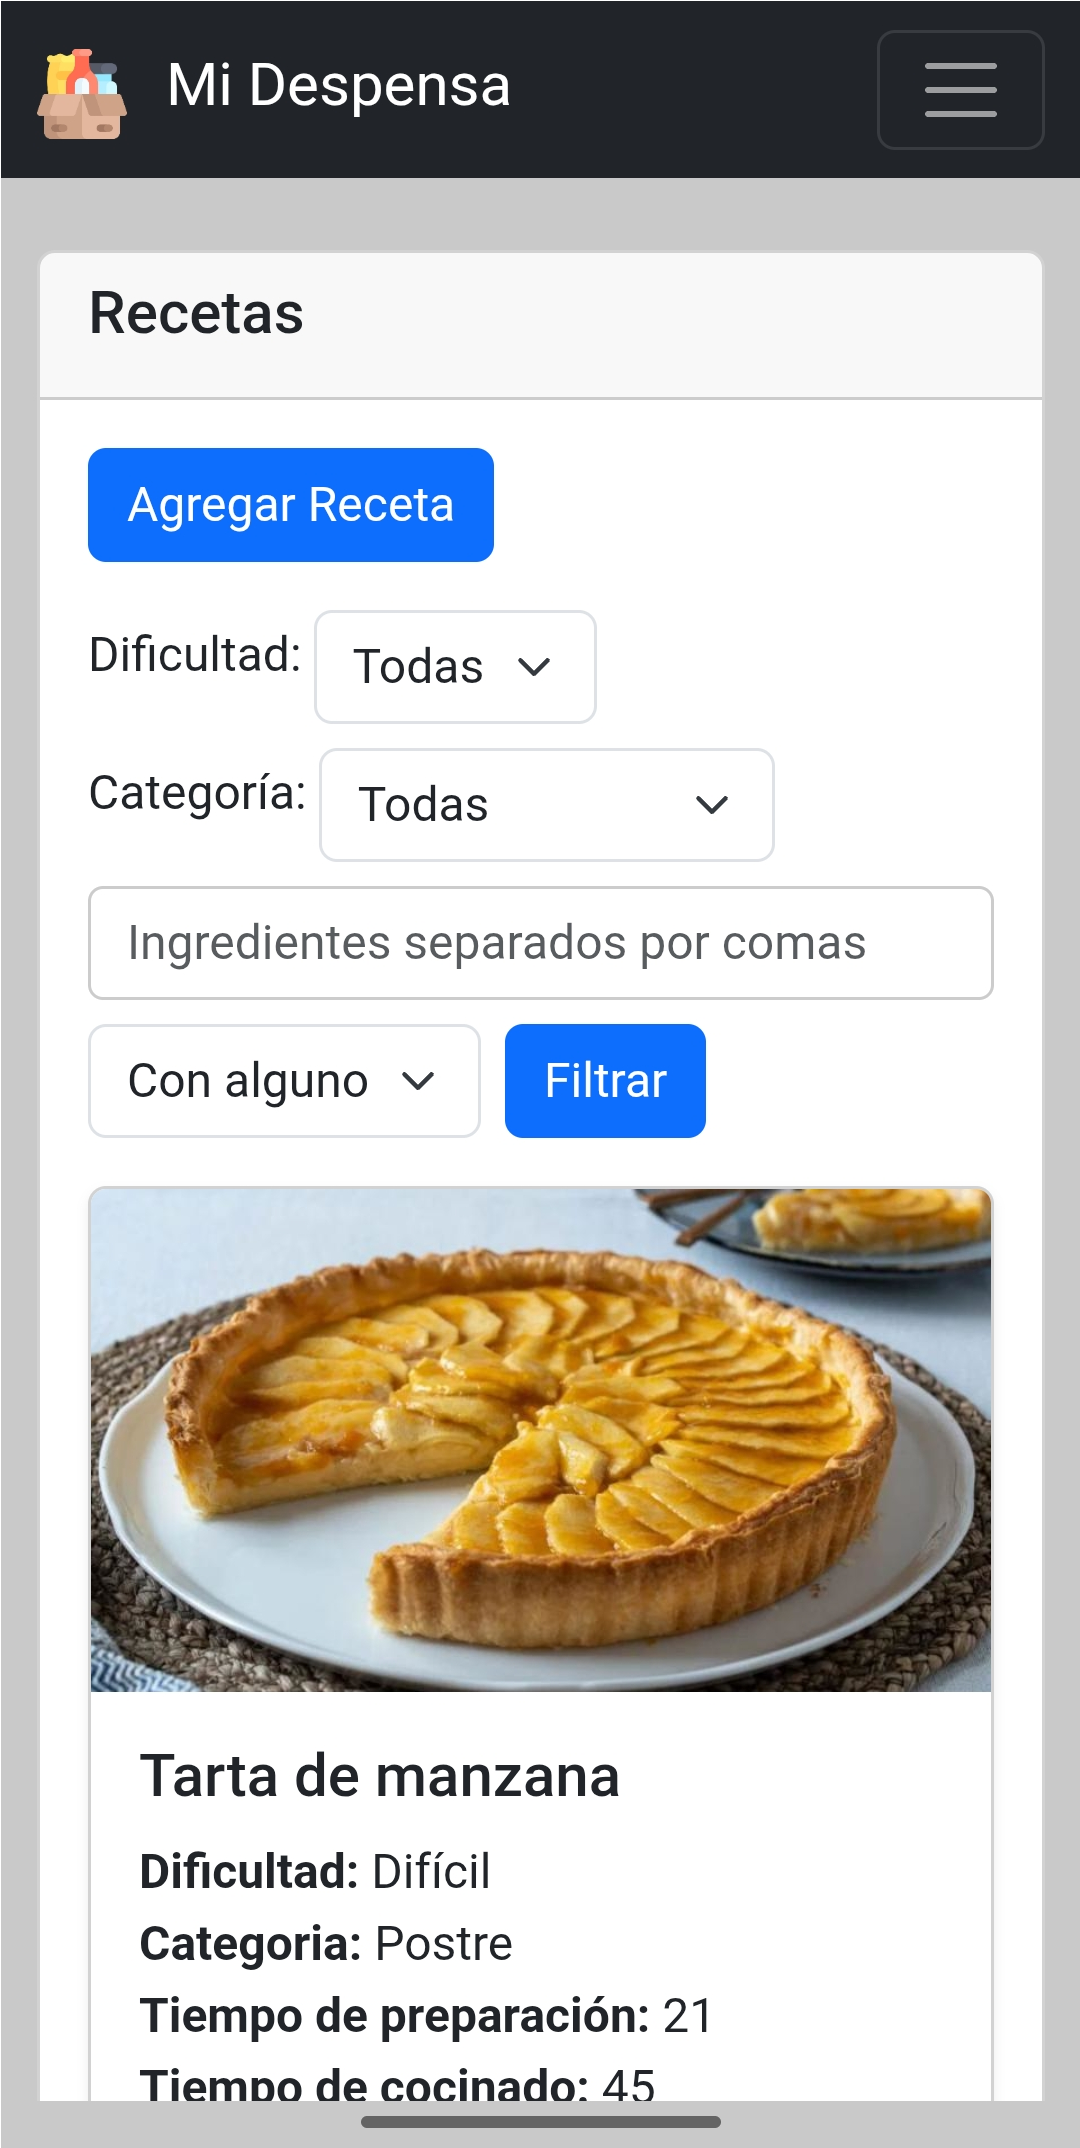 Mi Despensa
Recetas
Agregar Receta
Dificultad: Todas
Categoría: Todas
Ingredientes separados por comas
Con alguno Filtrar
Tarta de manzana
Dificultad: Difícil
Categoria: Postre
Tiempo de preparación: 21
Tiempo de cocinado: 45